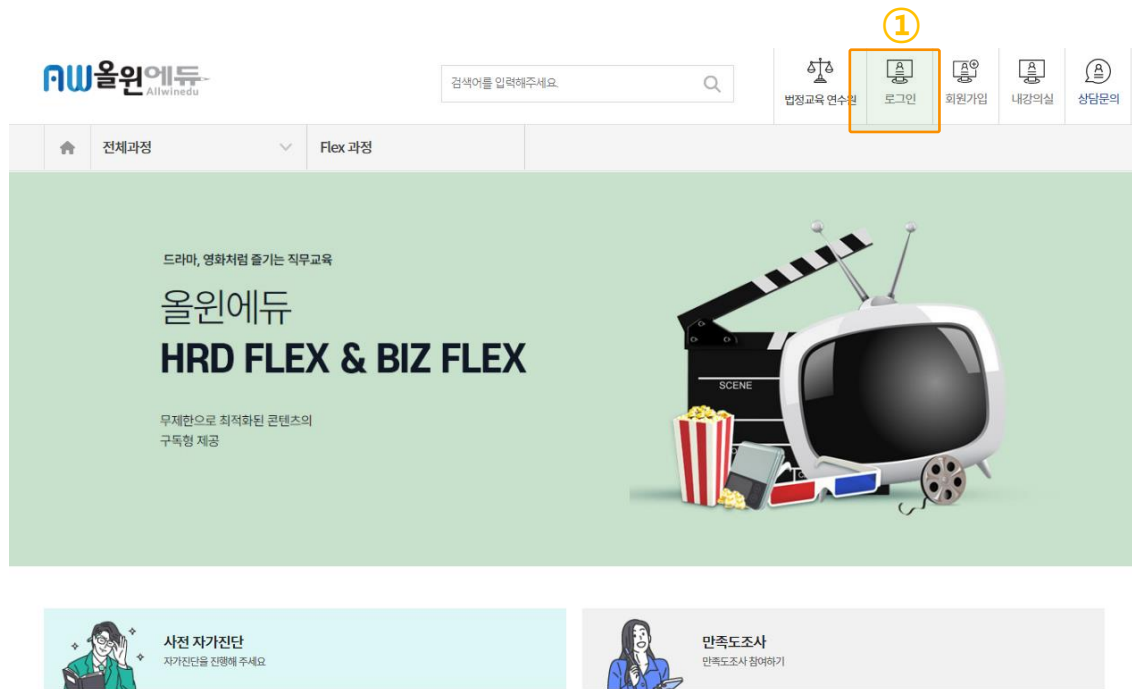 ①
AW올윈에듀
Allwinedu
검색어를 입력해주세요.
법정교육 연수원
로그인
회원가입
내강의실
상담문의
전체과정
Flex 과정
드라마, 영화처럼 즐기는 직무교육
올윈에듀
HRD FLEX & BIZ FLEX
무제한으로 최적화된 콘텐츠의
구독형 제공
SCENE
사전 자가진단
자가진단을 진행해 주세요
만족도조사
만족도조사 참여하기